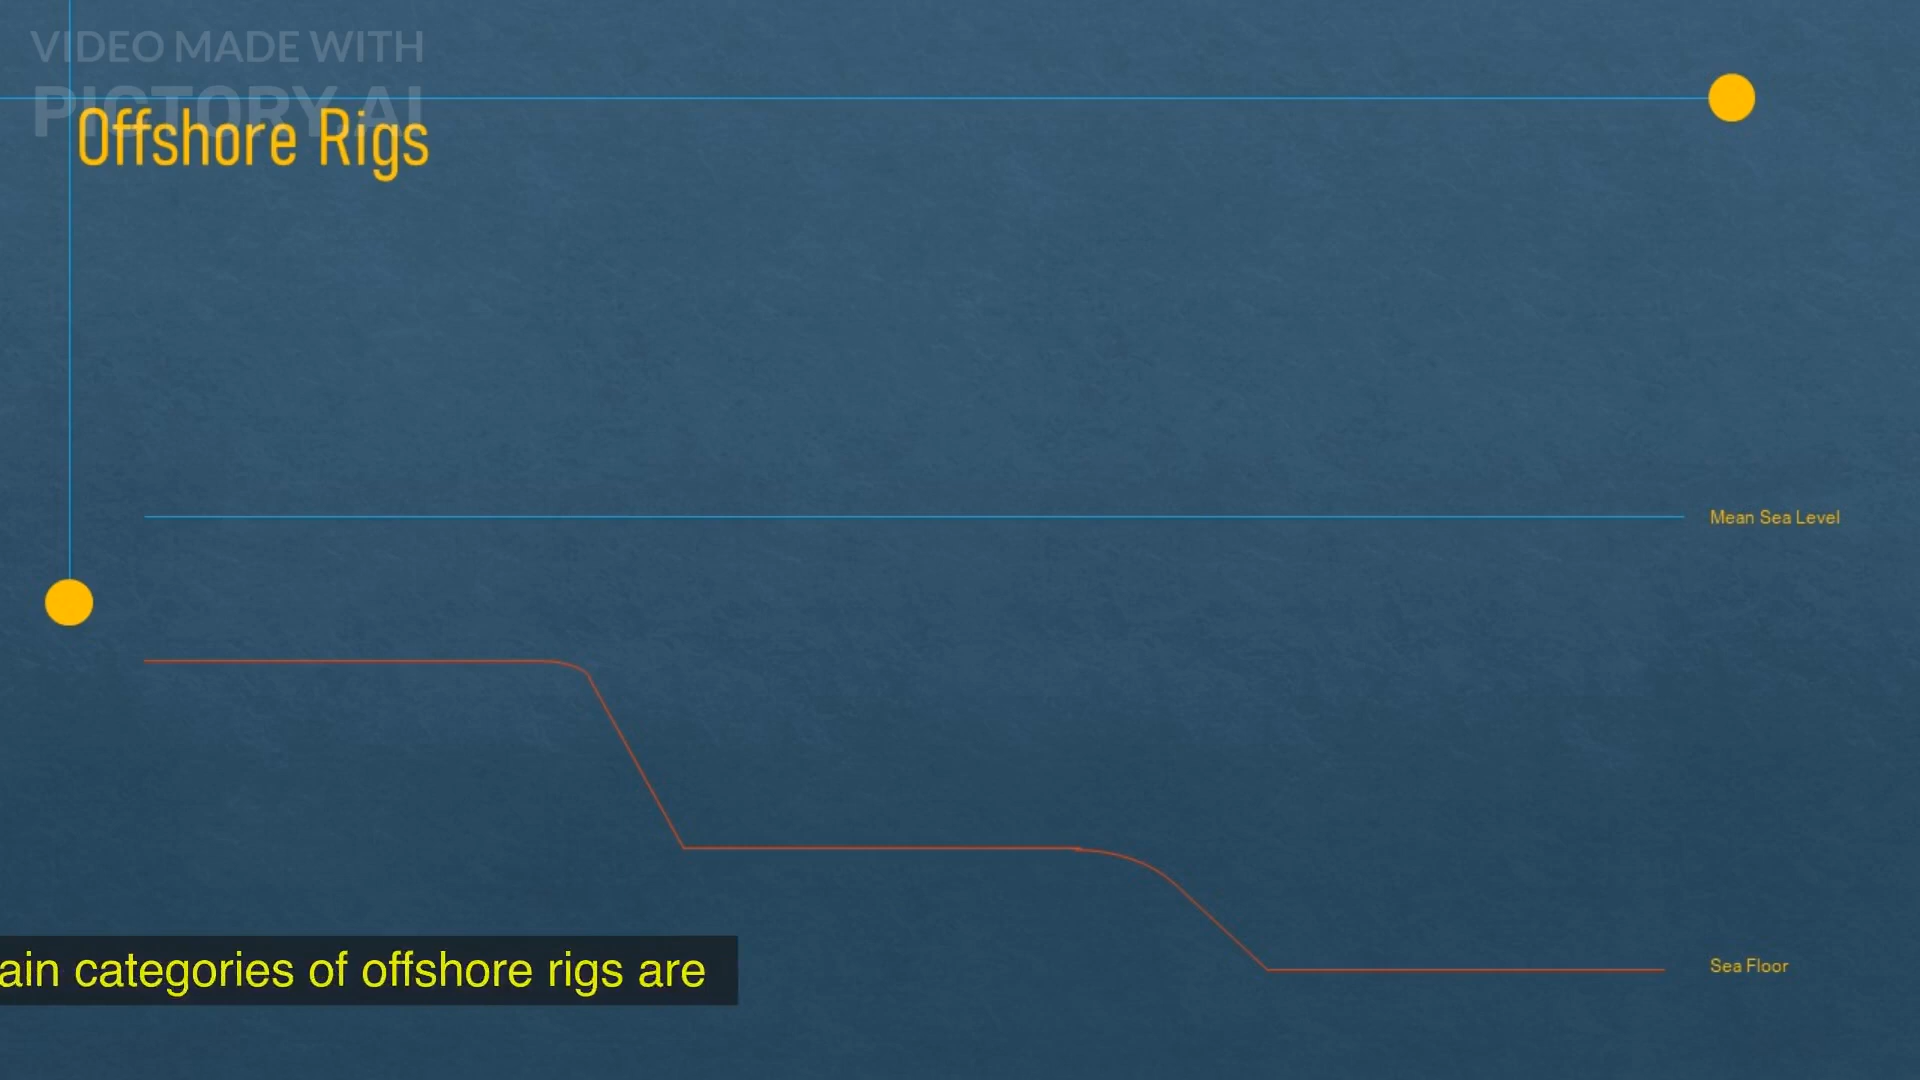 VIDEO MADE WITH
PICTORY.AI
Offshore Rigs
Mean Sea Level
Sea Floor
ain categories of offshore rigs are